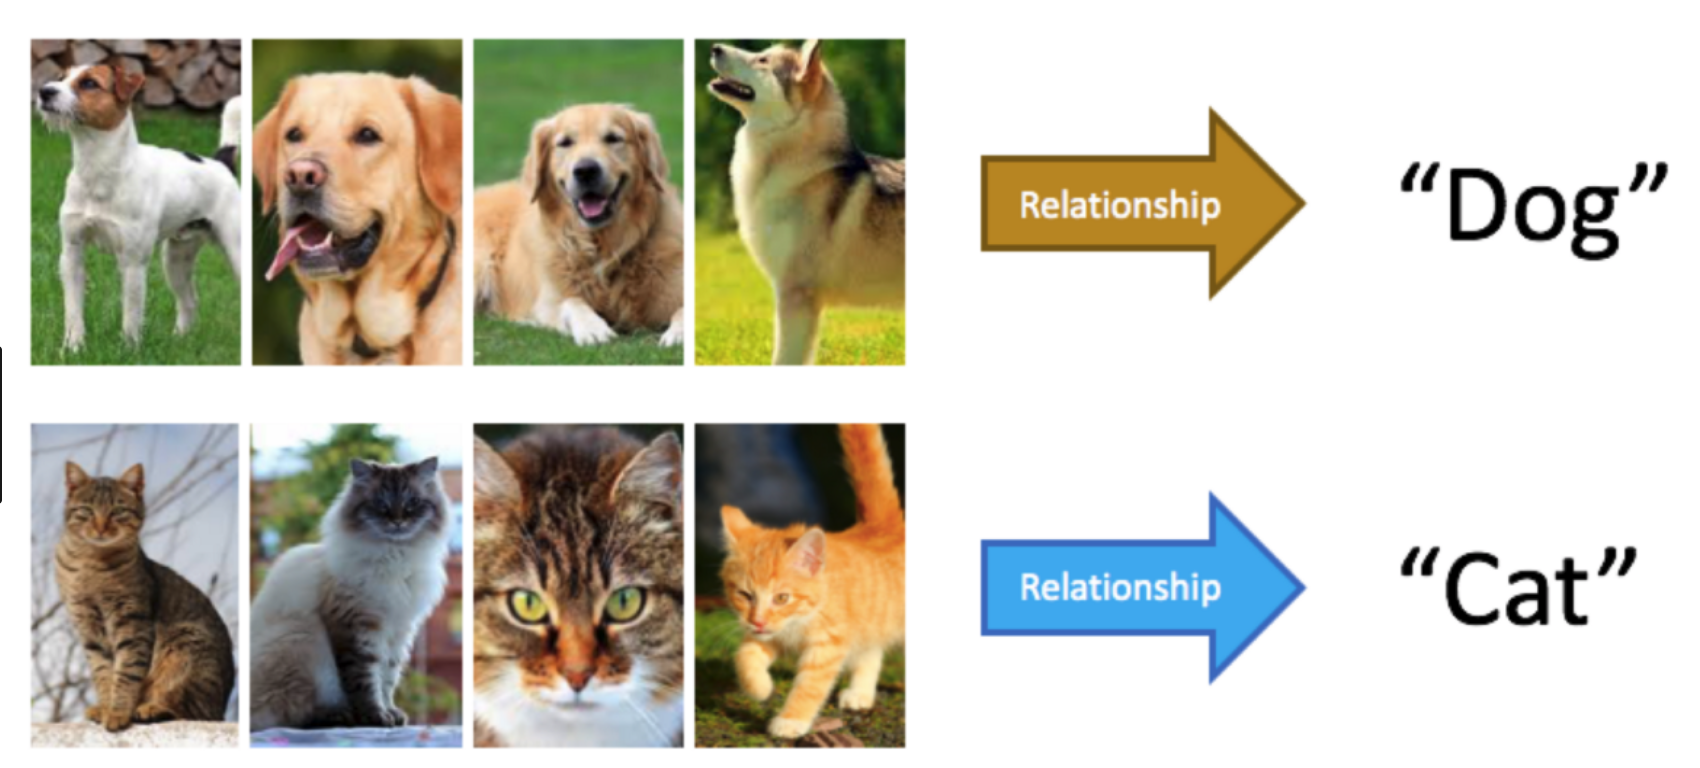 Relationship
“Dog”
Relationship
“Cat”